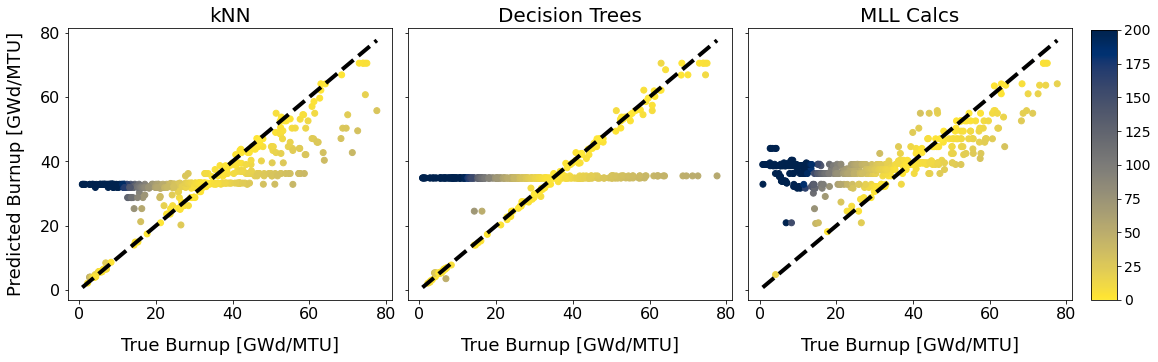 kNN
Decision Trees
MLL Calcs
Predicted Burnup [GWd/MTU]
80
60
40
20
0
0 20 40 60 80
0 20 40 60 80
0 20 40 60 80
True Burnup [GWd/MTU]
True Burnup [GWd/MTU]
True Burnup [GWd/MTU]
200
175
150
125
100
75
50
25
0